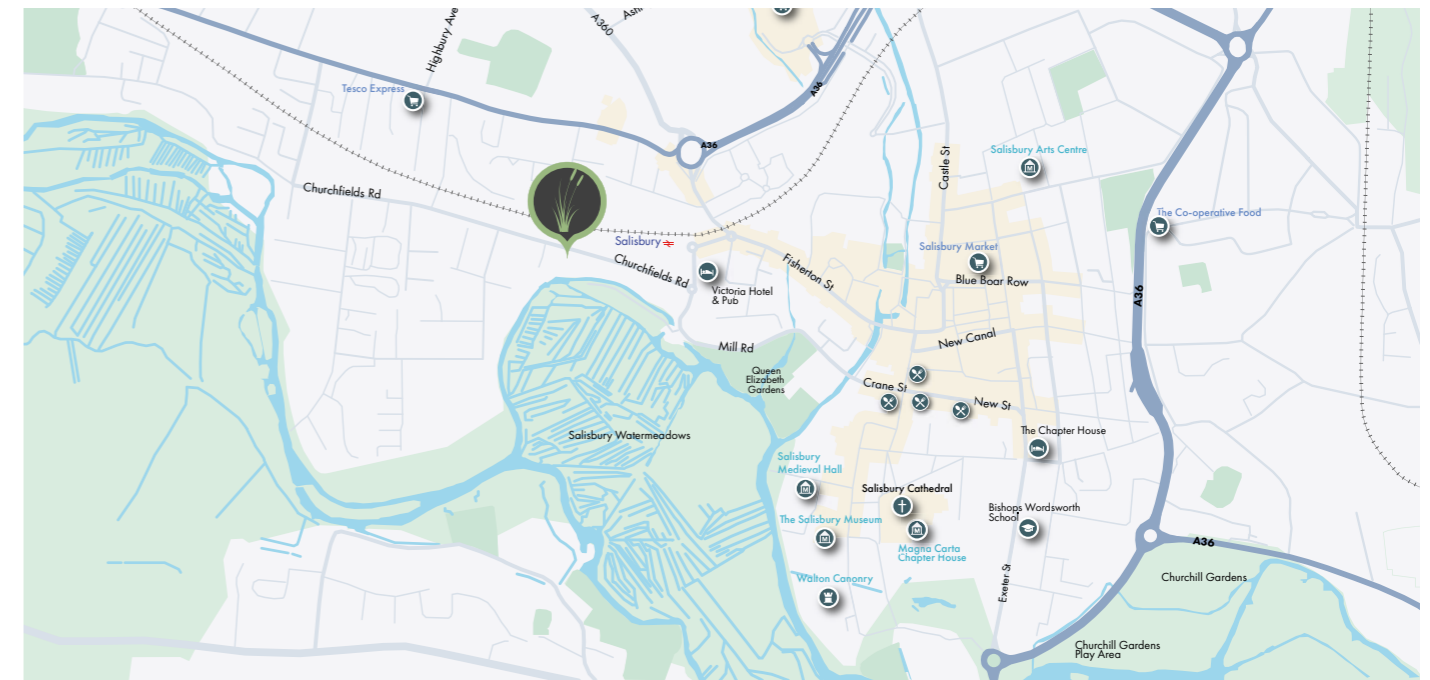 A360
Highbury Ave
Tesco Express
A36
A36
Castle St
Salisbury Arts Centre
Churchfields Rd
The Co-operative Food
Salisbury
Salisbury Market
Fisherton St
Churchfields Rd
Blue Boar Row
Victoria Hotel
& Pub
A36
New Canal
Mill Rd
Queen
Elizabeth
Gardens
Crane St
New St
The Chapter House
Salisbury Watermeadows
Salisbury
Medieval Hall
Salisbury Cathedral
Bishops Wordsworth
School
The Salisbury Museum
Magna Carta
Chapter House
A36
Walton Canonry
Exeter St
Churchill Gardens
Churchill Gardens
Play Area